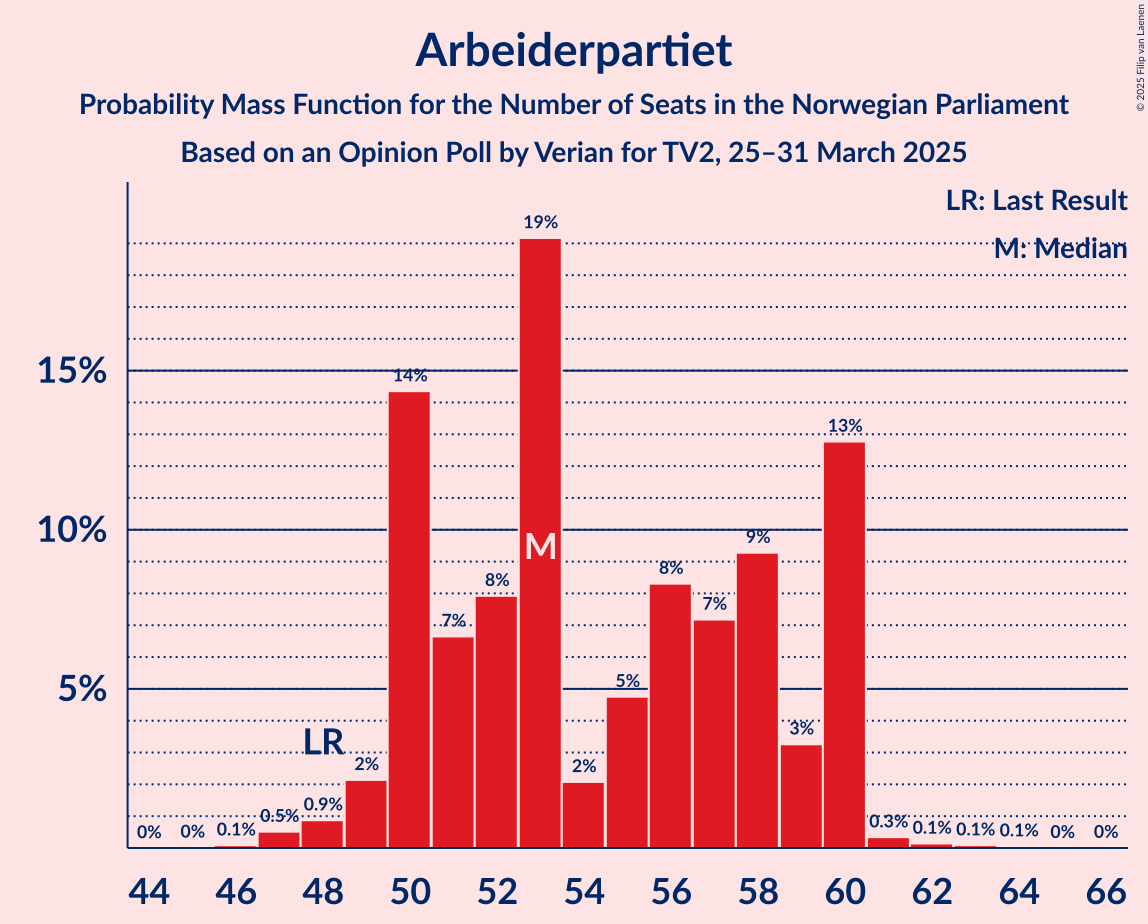 Arbeiderpartiet
Probability Mass Function for the Number of Seats in the Norwegian Parliament
Based on an Opinion Poll by Verian for TV2, 25–31 March 2025
© 2025 Filip van Laenen
LR: Last Result
M: Median
15%
10%
5%
0%
0%
0.1%
0.5%
LR
0.9%
2%
14%
7%
8%
19%
M
2%
5%
8%
7%
9%
3%
13%
0.3%
0.1%
0.1%
0.1%
0%
0%
44 46 48 50 52 54 56 58 60 62 64 66